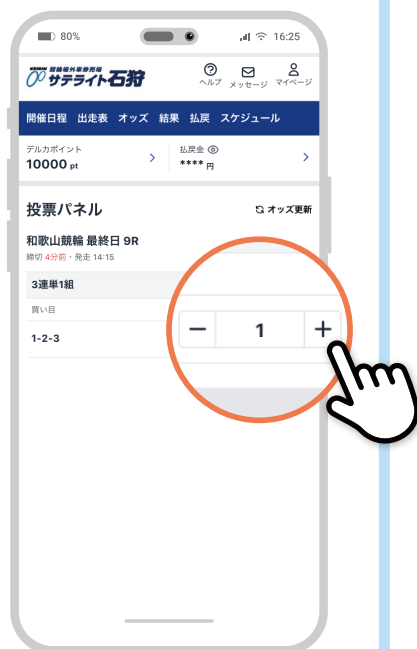 80%
16:25
競輪場外車券売場
サテライト石狩
ヘルプ メッセージ マイページ
開催日程 出走表 オッズ 結果 払戻 スケジュール
デルカポイント
10000 pt
払戻金
**** 円
投票パネル
オッズ更新
和歌山競輪 最終日 9R
締切 4分前・発走 14:15
3連単1組
買い目
1-2-3
− 1 +